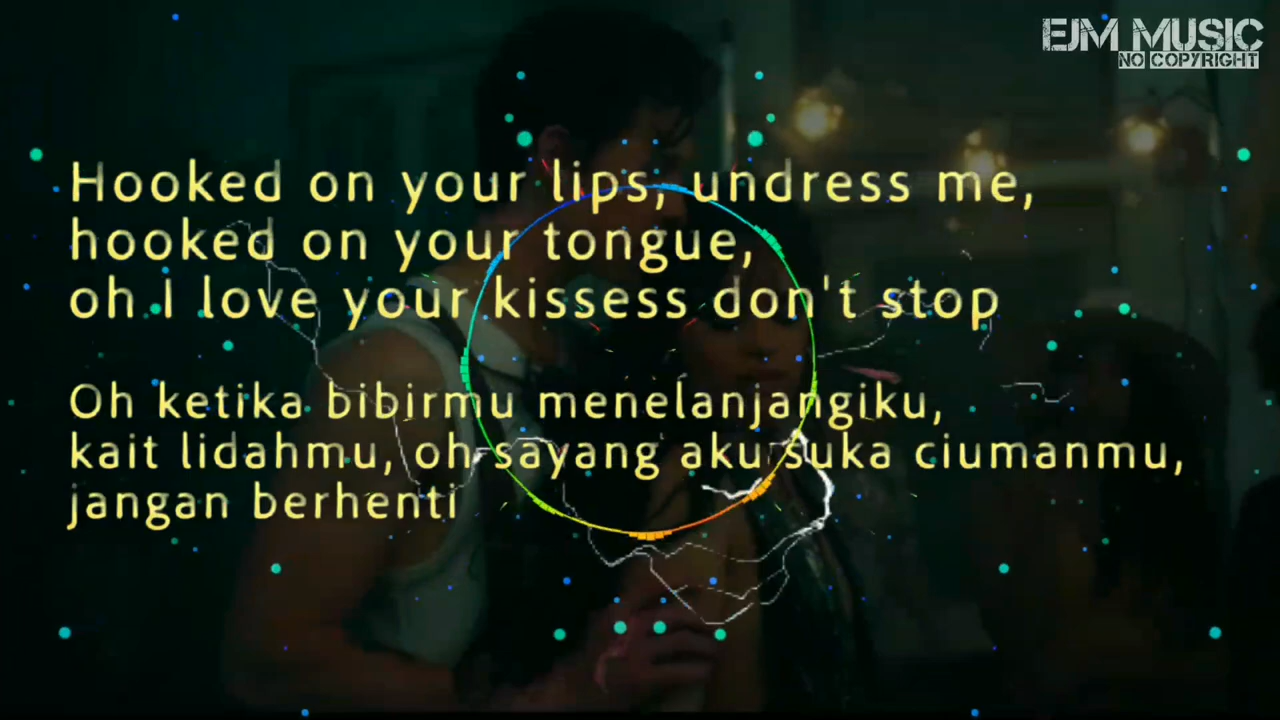 EJM MUSIC
NO COPYRIGHT
Hooked on your lips, undress me,
hooked on your tongue,
oh I love your kissess don't stop
Oh ketika bibirmu menelanjangiku,
kait lidahmu, oh sayang aku suka ciumanmu,
jangan berhenti